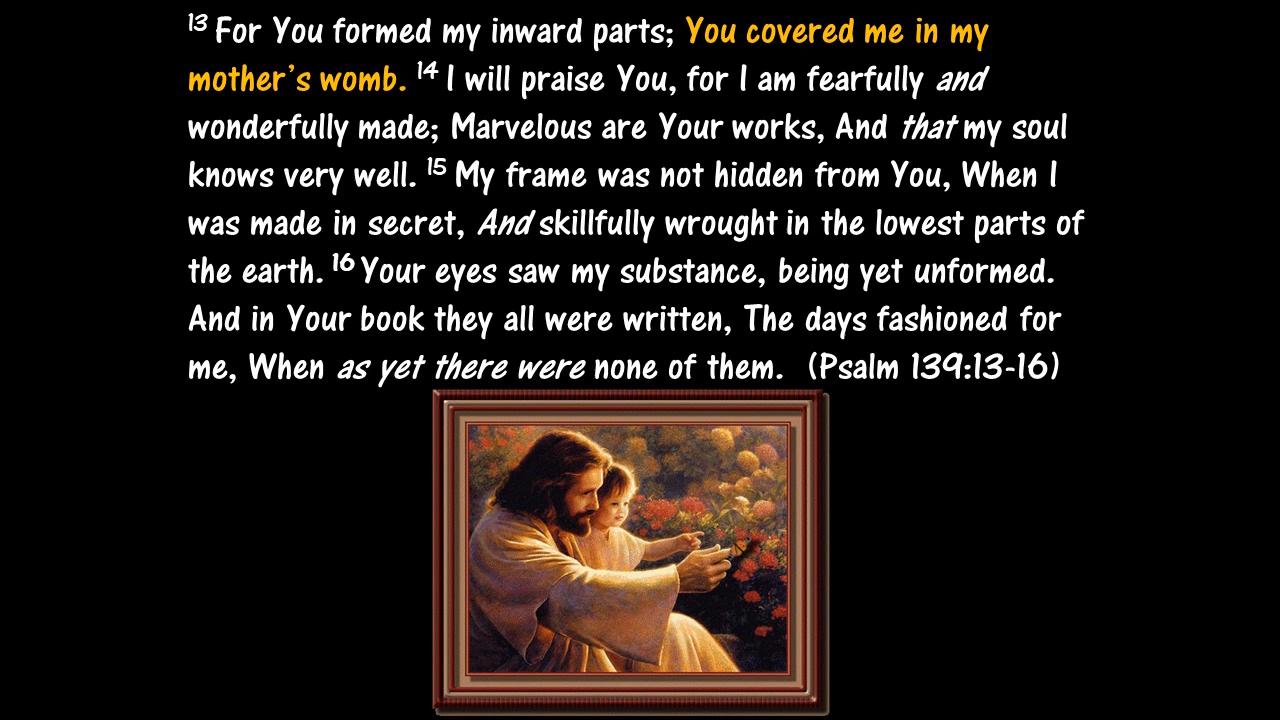 13 For You formed my inward parts; You covered me in my
mother’s womb. 14 I will praise You, for I am fearfully and
wonderfully made; Marvelous are Your works, And that my soul
knows very well. 15 My frame was not hidden from You, When I
was made in secret, And skillfully wrought in the lowest parts of
the earth. 16 Your eyes saw my substance, being yet unformed.
And in Your book they all were written, The days fashioned for
me, When as yet there were none of them. (Psalm 139:13-16)